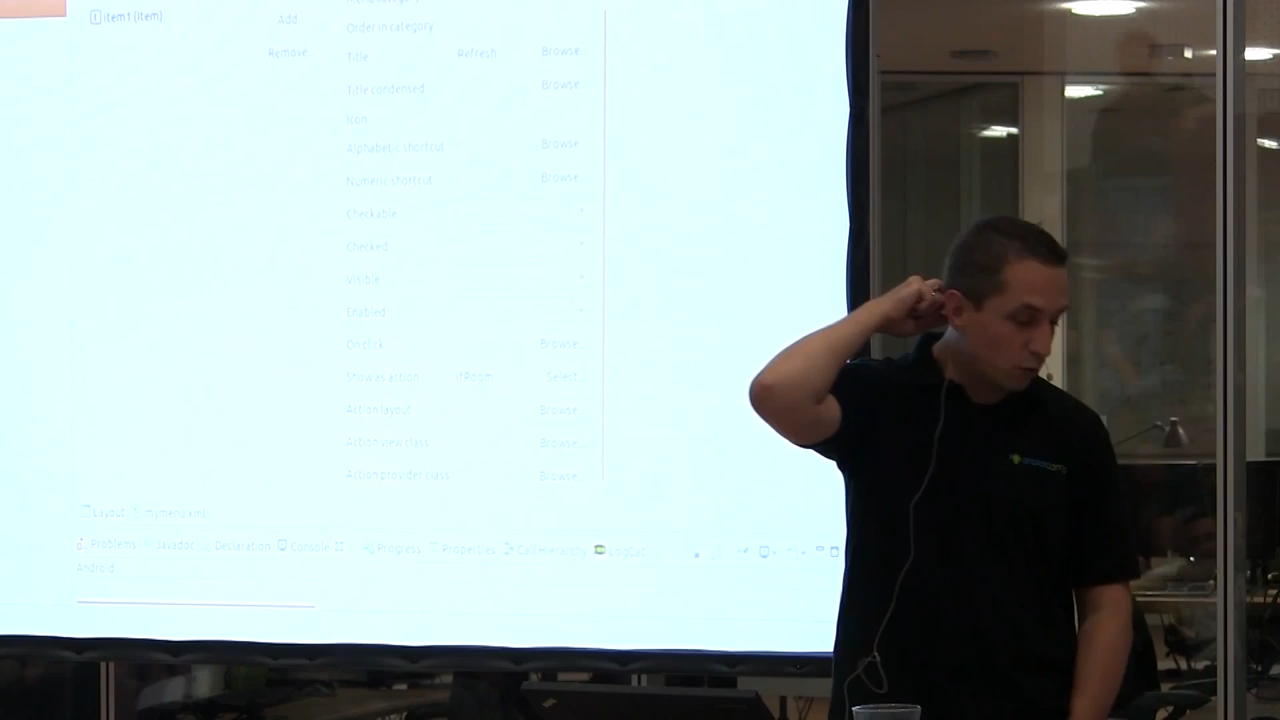 item1 (Item)
Add
Order in category
Remove...
Title
Refresh
Browse...
Title condensed
Browse...
Icon
Alphabetic shortcut
Browse...
Numeric shortcut
Browse...
Checkable
Checked
Visible
Enabled
On click
Browse...
Show as action
ifRoom
Select...
Action layout
Browse...
Action view class
Browse...
Action provider class
Browse...
Layout
mymenu.xml
Problems
Javadoc
Declaration
Console
Progress
Properties
Call Hierarchy
LogCat
Android